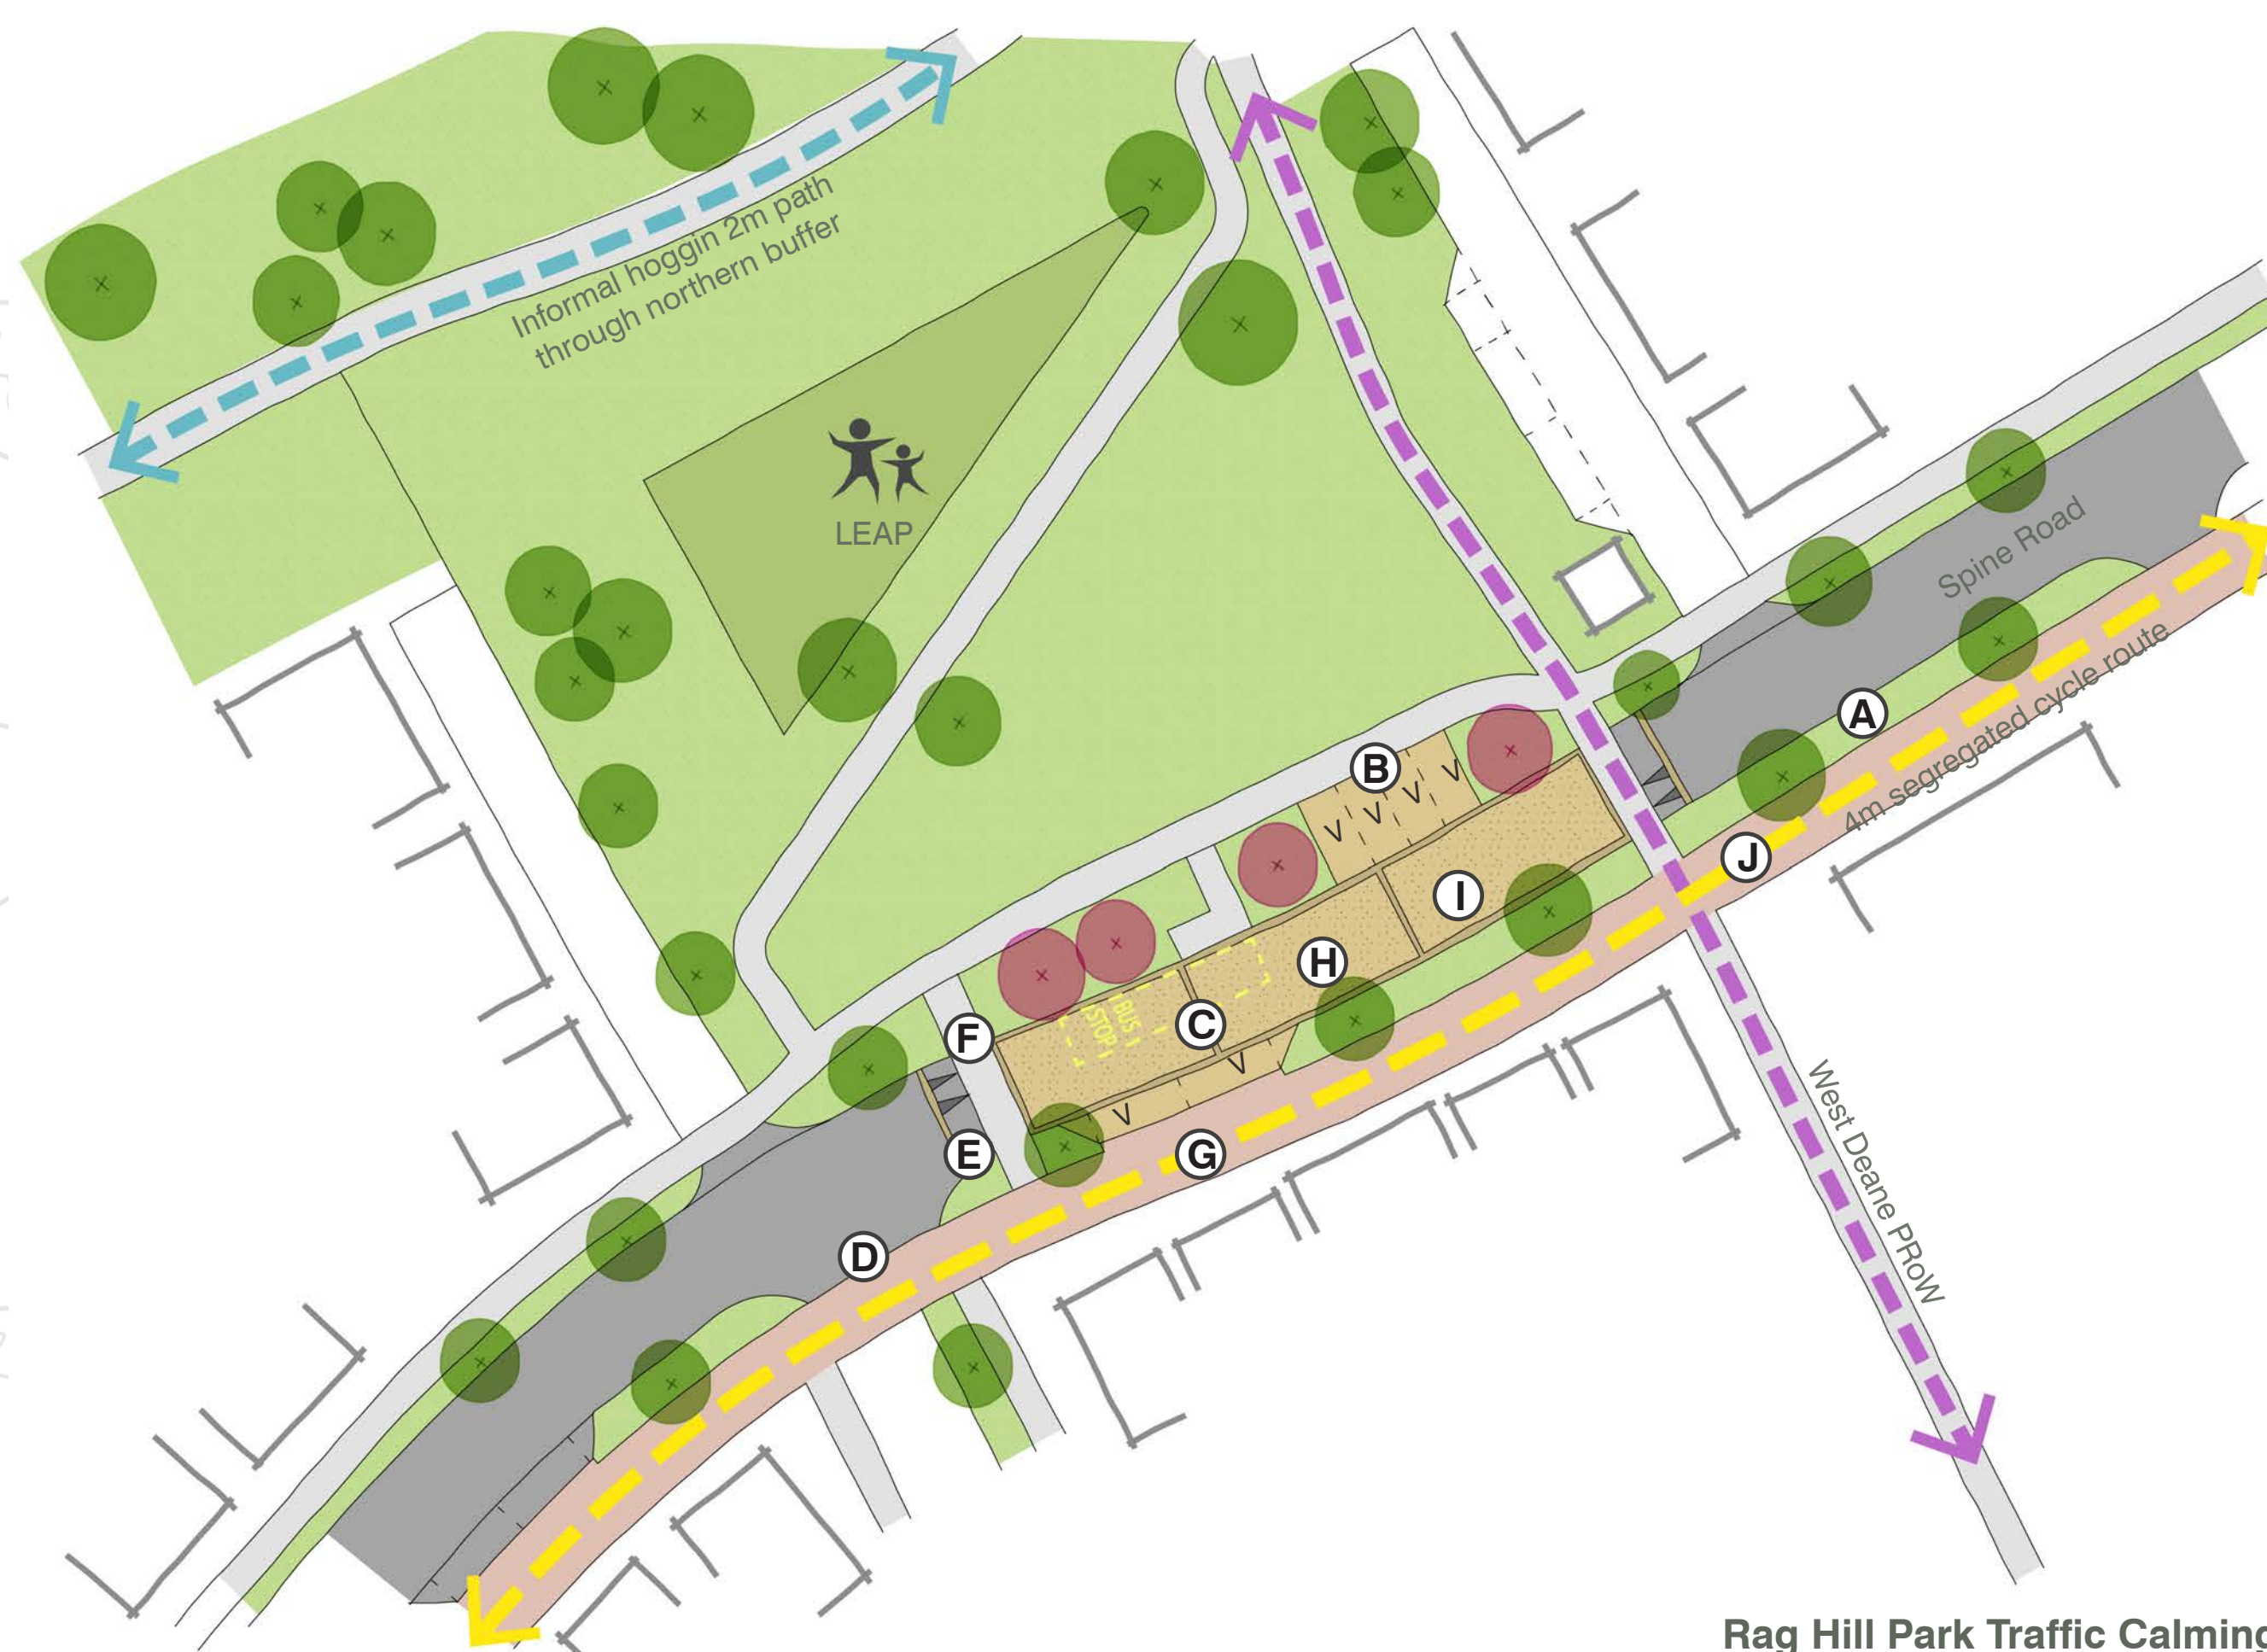 Informal hoggin 2m path
through northern buffer
LEAP
Spine Road
A
4m segregated cycle route
B
V V V V
J
I
H
BUS
STOP
C
F
V
V
E
G
D
West Deane PRoW
Rag Hill Park Traffic Calming